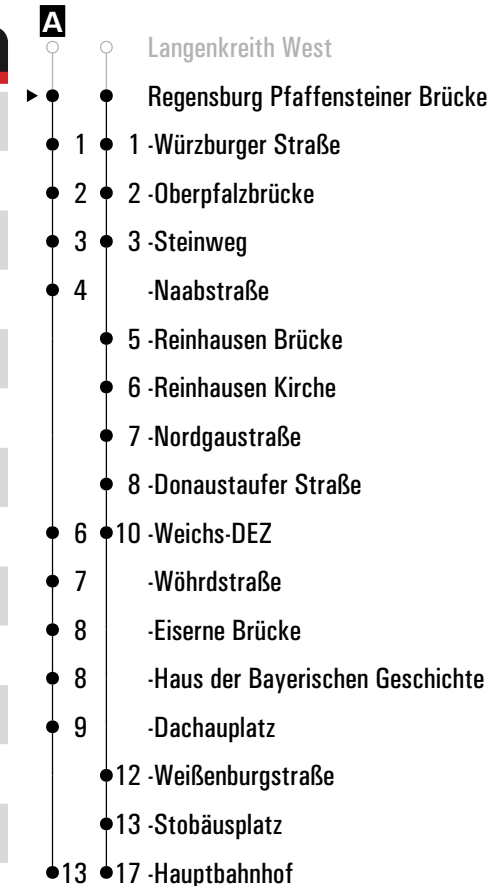 A
Langenkreith West
Regensburg Pfaffensteiner Brücke
1 1 -Würzburger Straße
2 2 -Oberpfalzbrücke
3 3 -Steinweg
4 -Naabstraße
5 -Reinhausen Brücke
6 -Reinhausen Kirche
7 -Nordgaustraße
8 -Donaustaufer Straße
6 10 -Weichs-DEZ
7 -Wöhrdstraße
8 -Eiserne Brücke
8 -Haus der Bayerischen Geschichte
9 -Dachauplatz
12 -Weißenburgstraße
13 -Stobäusplatz
13 17 -Hauptbahnhof